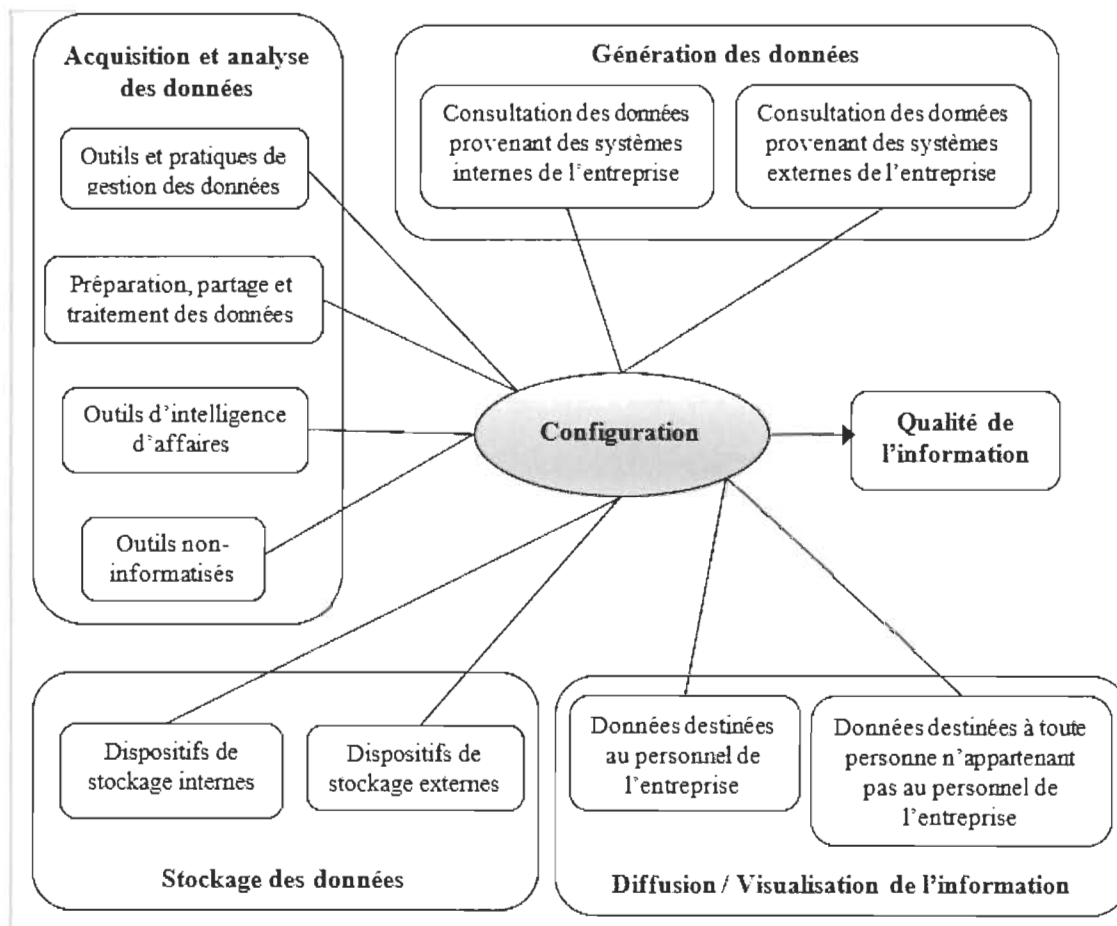 Acquisition et analyse
des données
Outils et pratiques de
gestion des données
Préparation, partage et
traitement des données
Outils d'intelligence
d'affaires
Outils non-
informatisés
Génération des données
Consultation des données
provenant des systèmes
internes de l'entreprise
Consultation des données
provenant des systèmes
externes de l'entreprise
Configuration
Qualité de
l'information
Dispositifs de
stockage internes
Dispositifs de
stockage externes
Stockage des données
Données destinées
au personnel de
l'entreprise
Données destinées à toute
personne n'appartenant
pas au personnel de
l'entreprise
Diffusion / Visualisation de l'information